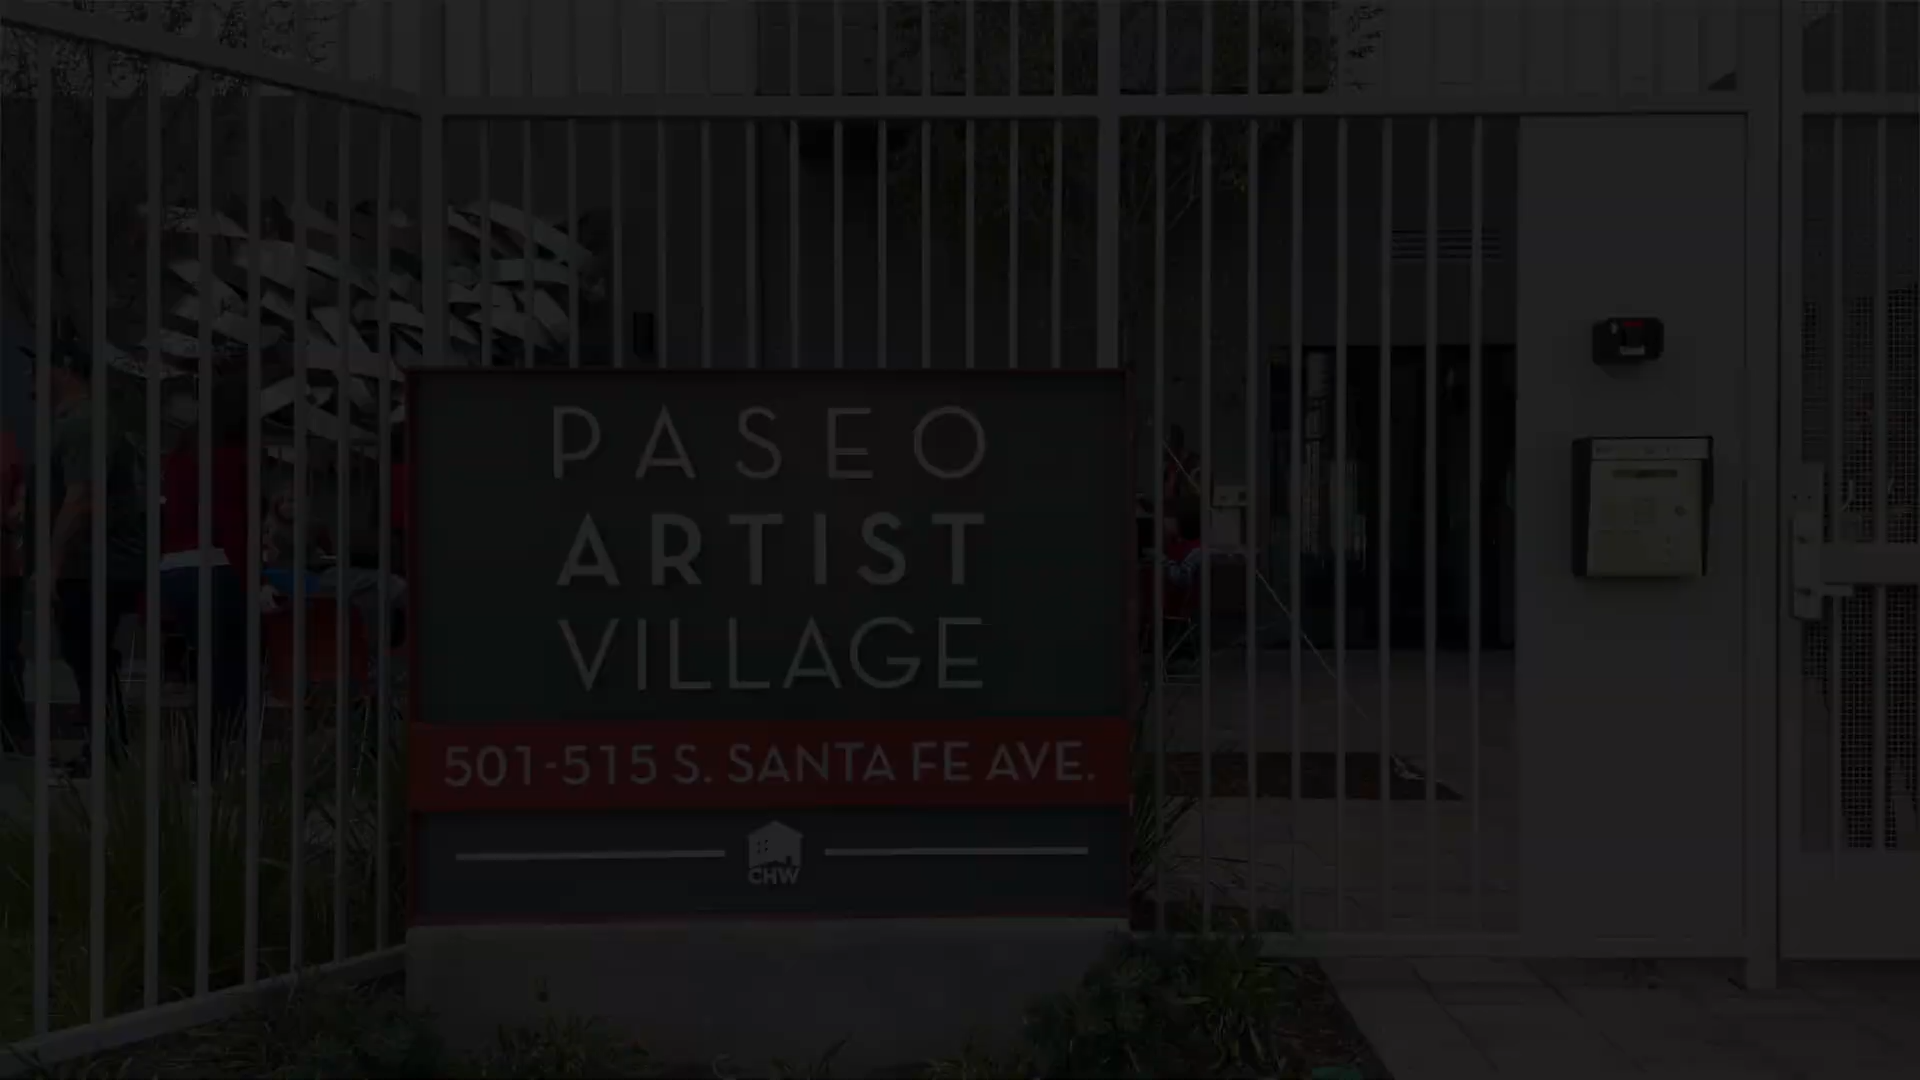 PASEO
ARTIST
VILLAGE
501-515 S. SANTA FE AVE.
CHW